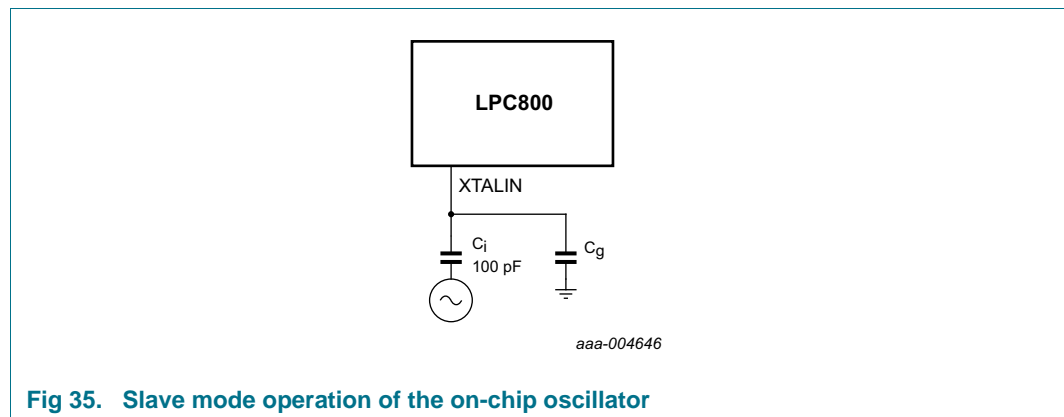 LPC800
XTALIN
Ci
100 pF
Cg
aaa-004646
Fig 35. Slave mode operation of the on-chip oscillator